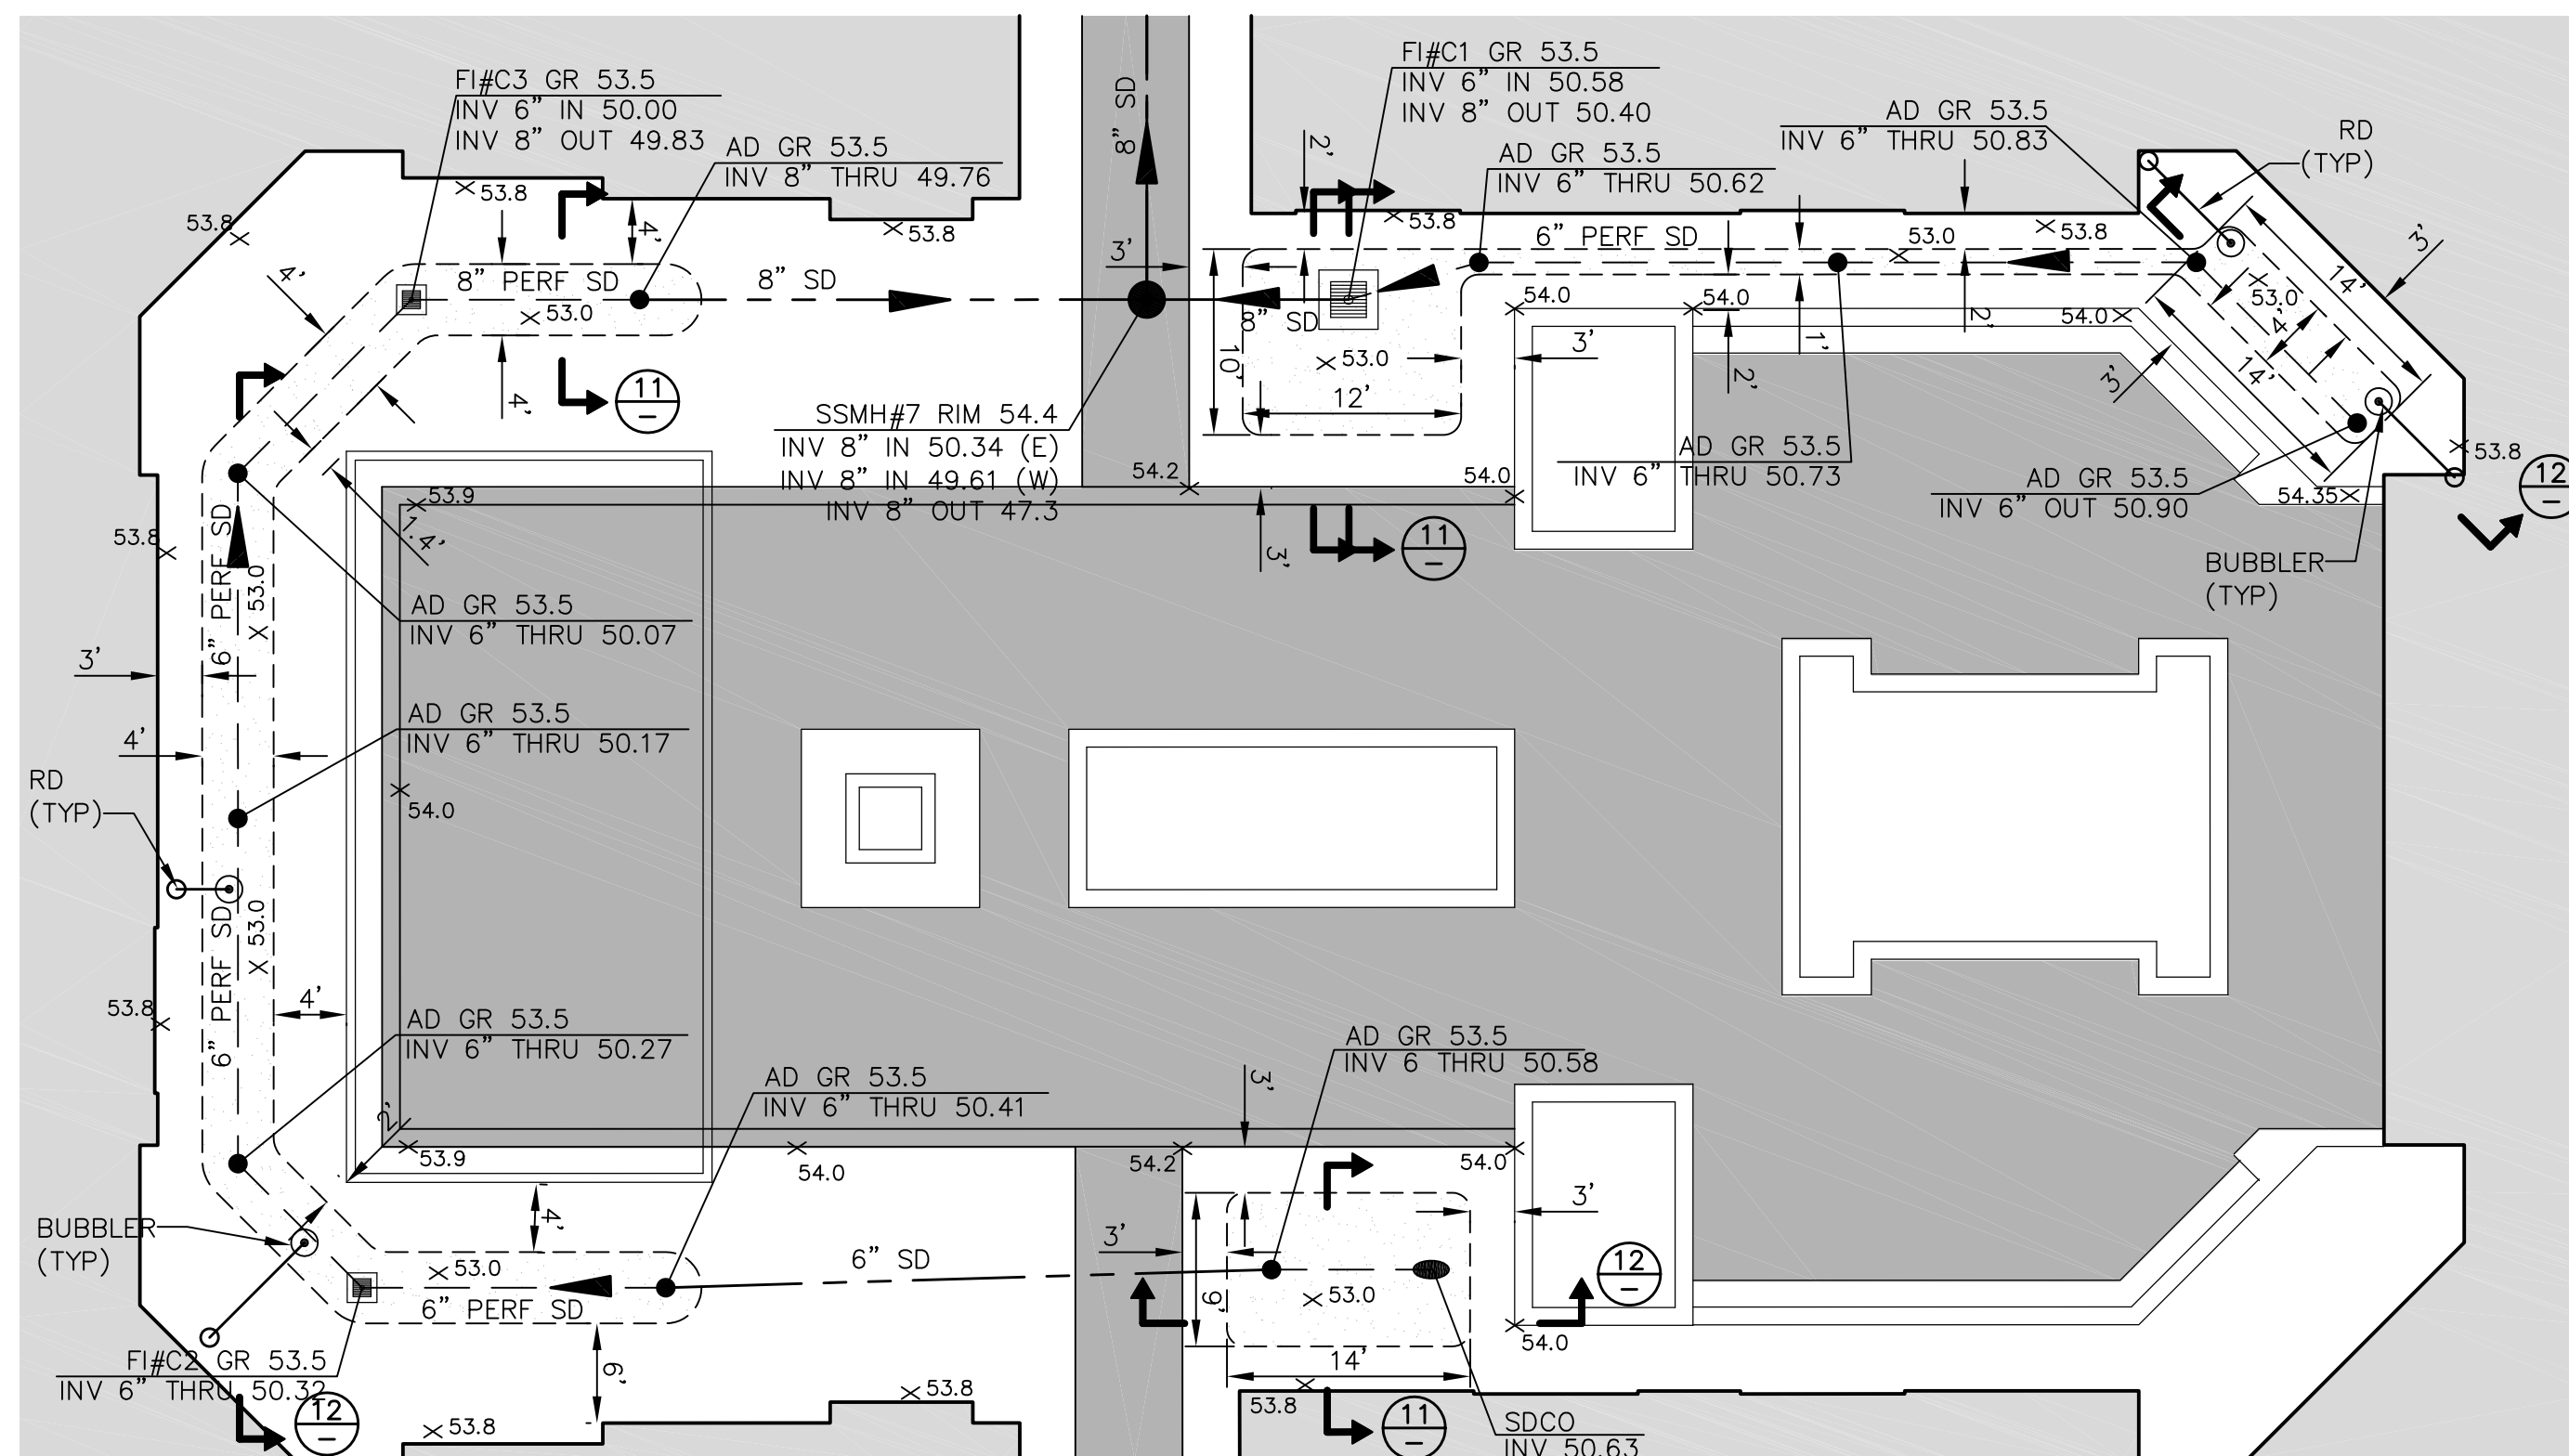 FI#C3 GR 53.5
INV 6” IN 50.00
INV 8” OUT 49.83
AD GR 53.5
INV 8” THRU 49.76
8” SD
FI#C1 GR 53.5
INV 6” IN 50.58
INV 8” OUT 50.40
AD GR 53.5
INV 6” THRU 50.62
AD GR 53.5
INV 6” THRU 50.83
RD
(TYP)
2’
53.8
53.8
4’
53.8
53.8
6” PERF SD
53.0
53.8
3’
4’
8” PERF SD
53.0
8” SD
3’
8” SD
54.0
54.0
2’
54.0
53.0
4’
14’
14’
3’
1’
2’
10’
53.0
3’
12’
4’
11
–
SSMH#7 RIM 54.4
INV 8” IN 50.34 (E)
INV 8” IN 49.61 (W)
INV 8” OUT 47.3
54.2
54.0
AD GR 53.5
INV 6” THRU 50.73
AD GR 53.5
INV 6” OUT 50.90
54.35
53.8
12
–
53.9
1.4’
3’
11
–
BUBBLER
(TYP)
53.8
6” PERF SD
53.0
AD GR 53.5
INV 6” THRU 50.07
3’
AD GR 53.5
INV 6” THRU 50.17
4’
RD
(TYP)
54.0
6” PERF SD
53.0
53.8
4’
AD GR 53.5
INV 6” THRU 50.27
AD GR 53.5
INV 6” THRU 50.41
AD GR 53.5
INV 6 THRU 50.58
3’
2’
53.9
54.0
54.2
54.0
BUBBLER
(TYP)
4’
53.0
6” PERF SD
6” SD
3’
3’
9’
53.0
12
–
54.0
14’
FI#C2 GR 53.5
INV 6” THRU 50.32
6’
12
–
53.8
53.8
53.8
11
–
SDCO
INV 50.63